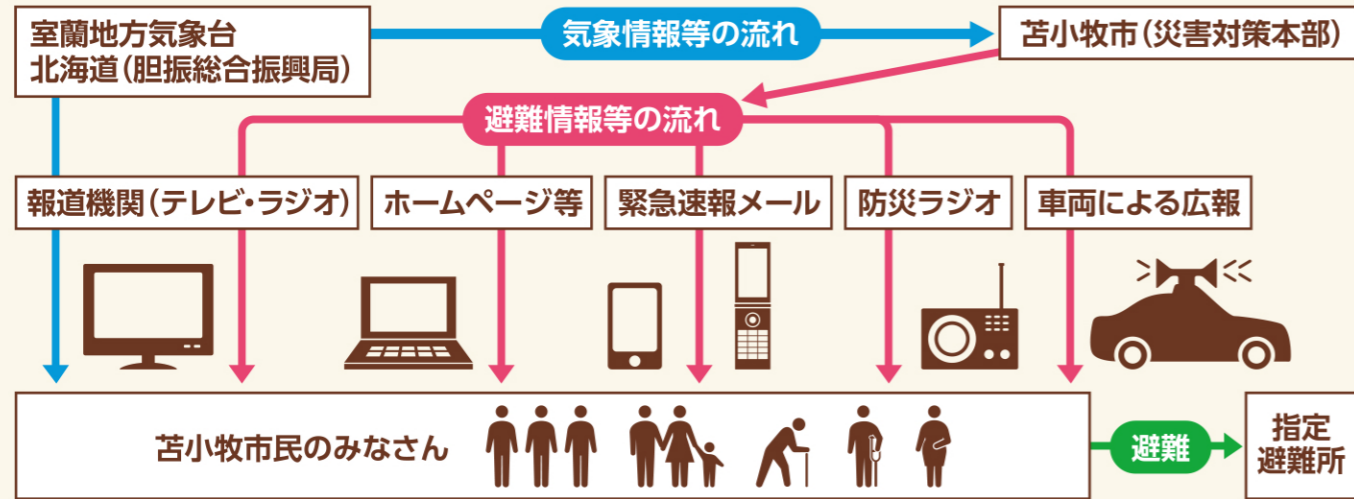 室蘭地方気象台
北海道(胆振総合振興局)
気象情報等の流れ
苫小牧市(災害対策本部)
避難情報等の流れ
報道機関(テレビ・ラジオ)
ホームページ等
緊急速報メール
防災ラジオ
車両による広報
苫小牧市民のみなさん
避難
指定
避難所